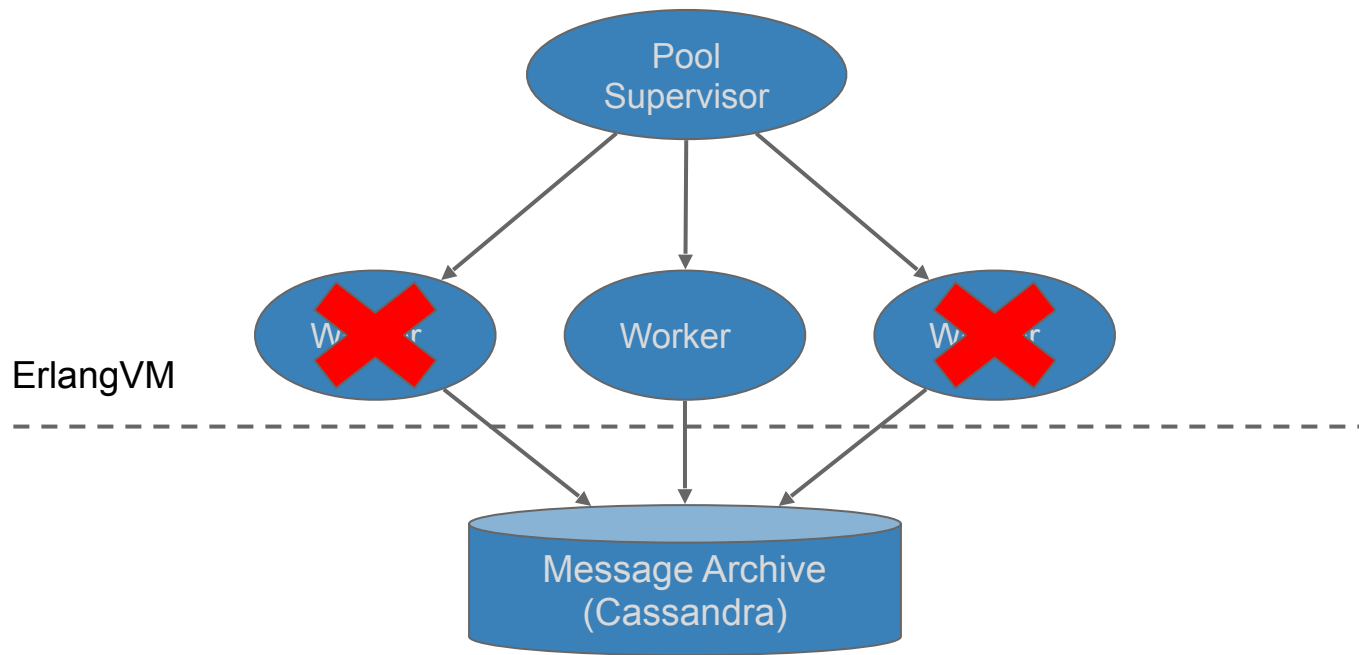 Pool
Supervisor
Worker
ErlangVM
Message Archive
(Cassandra)